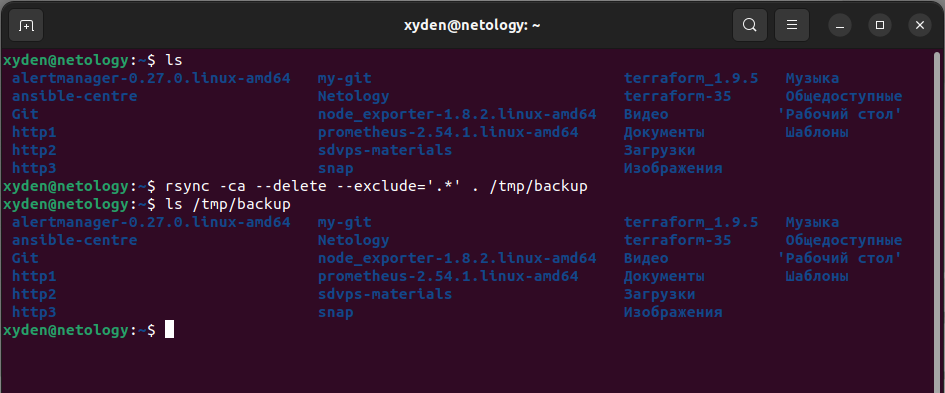 xyden@netology: ~
xyden@netology:~$ ls
alertmanager-0.27.0.linux-amd64 my-git terraform_1.9.5 Музыка
ansible-centre Netology terraform-35 Общедоступные
Git node_exporter-1.8.2.linux-amd64 Видео 'Рабочий стол'
http1 prometheus-2.54.1.linux-amd64 Документы Шаблоны
http2 sdvps-materials Загрузки
http3 snap Изображения
xyden@netology:~$ rsync -ca --delete --exclude='.*' . /tmp/backup
xyden@netology:~$ ls /tmp/backup
alertmanager-0.27.0.linux-amd64 my-git terraform_1.9.5 Музыка
ansible-centre Netology terraform-35 Общедоступные
Git node_exporter-1.8.2.linux-amd64 Видео 'Рабочий стол'
http1 prometheus-2.54.1.linux-amd64 Документы Шаблоны
http2 sdvps-materials Загрузки
http3 snap Изображения
xyden@netology:~$